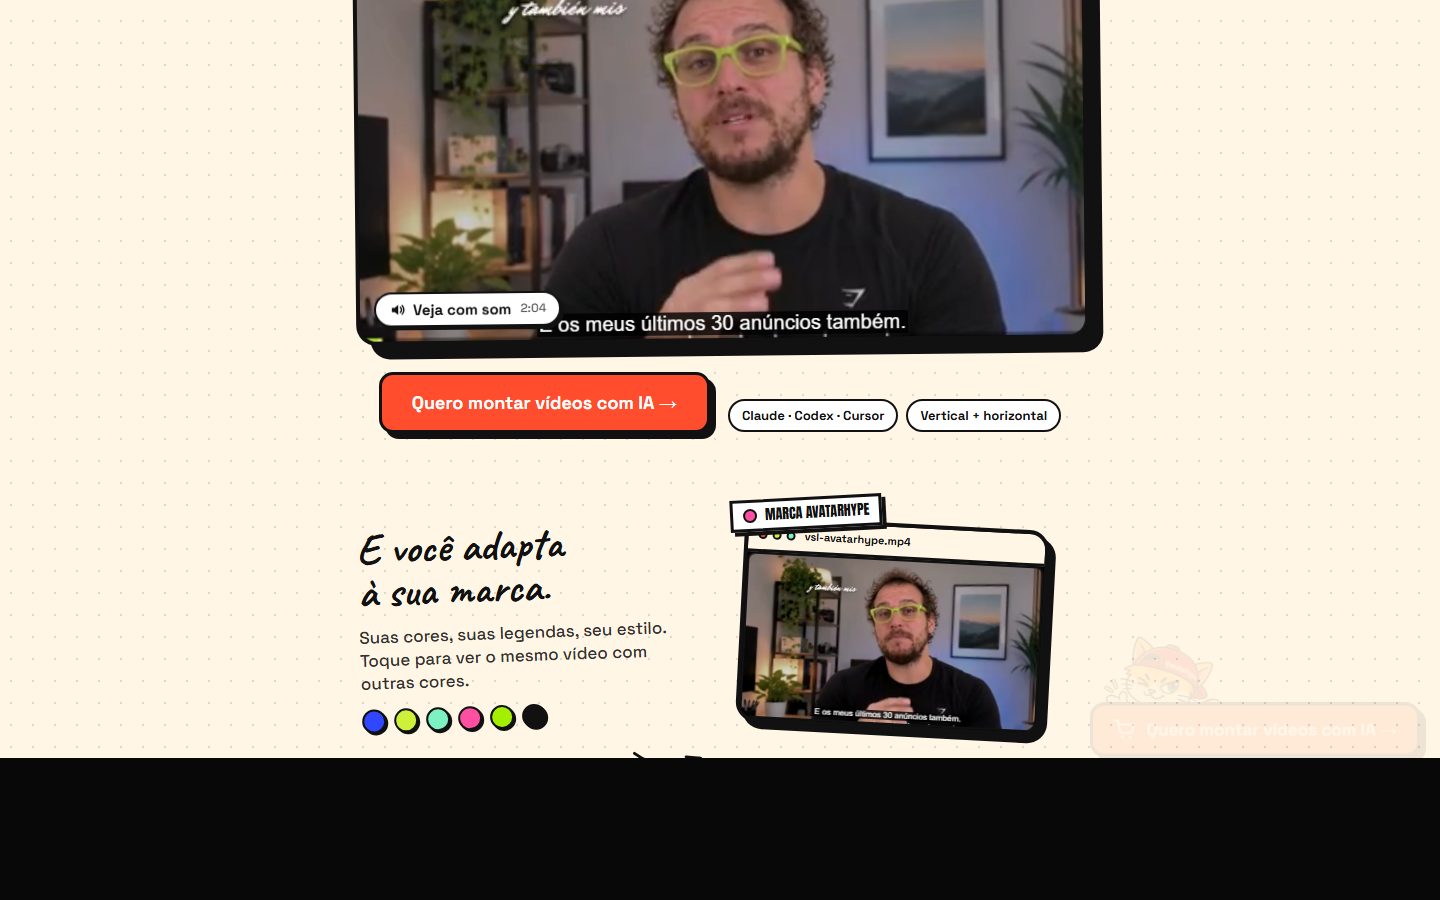 y también mis
Veja com som 2:04
E os meus últimos 30 anúncios também.
Quero montar vídeos com IA →
Claude · Codex · Cursor
Vertical + horizontal
MARCA AVATARHYPE
vsl-avatarhype.mp4
y también mis
E os meus últimos 30 anúncios também.
E você adapta
à sua marca.
Suas cores, suas legendas, seu estilo.
Toque para ver o mesmo vídeo com
outras cores.
Quero montar vídeos com IA →